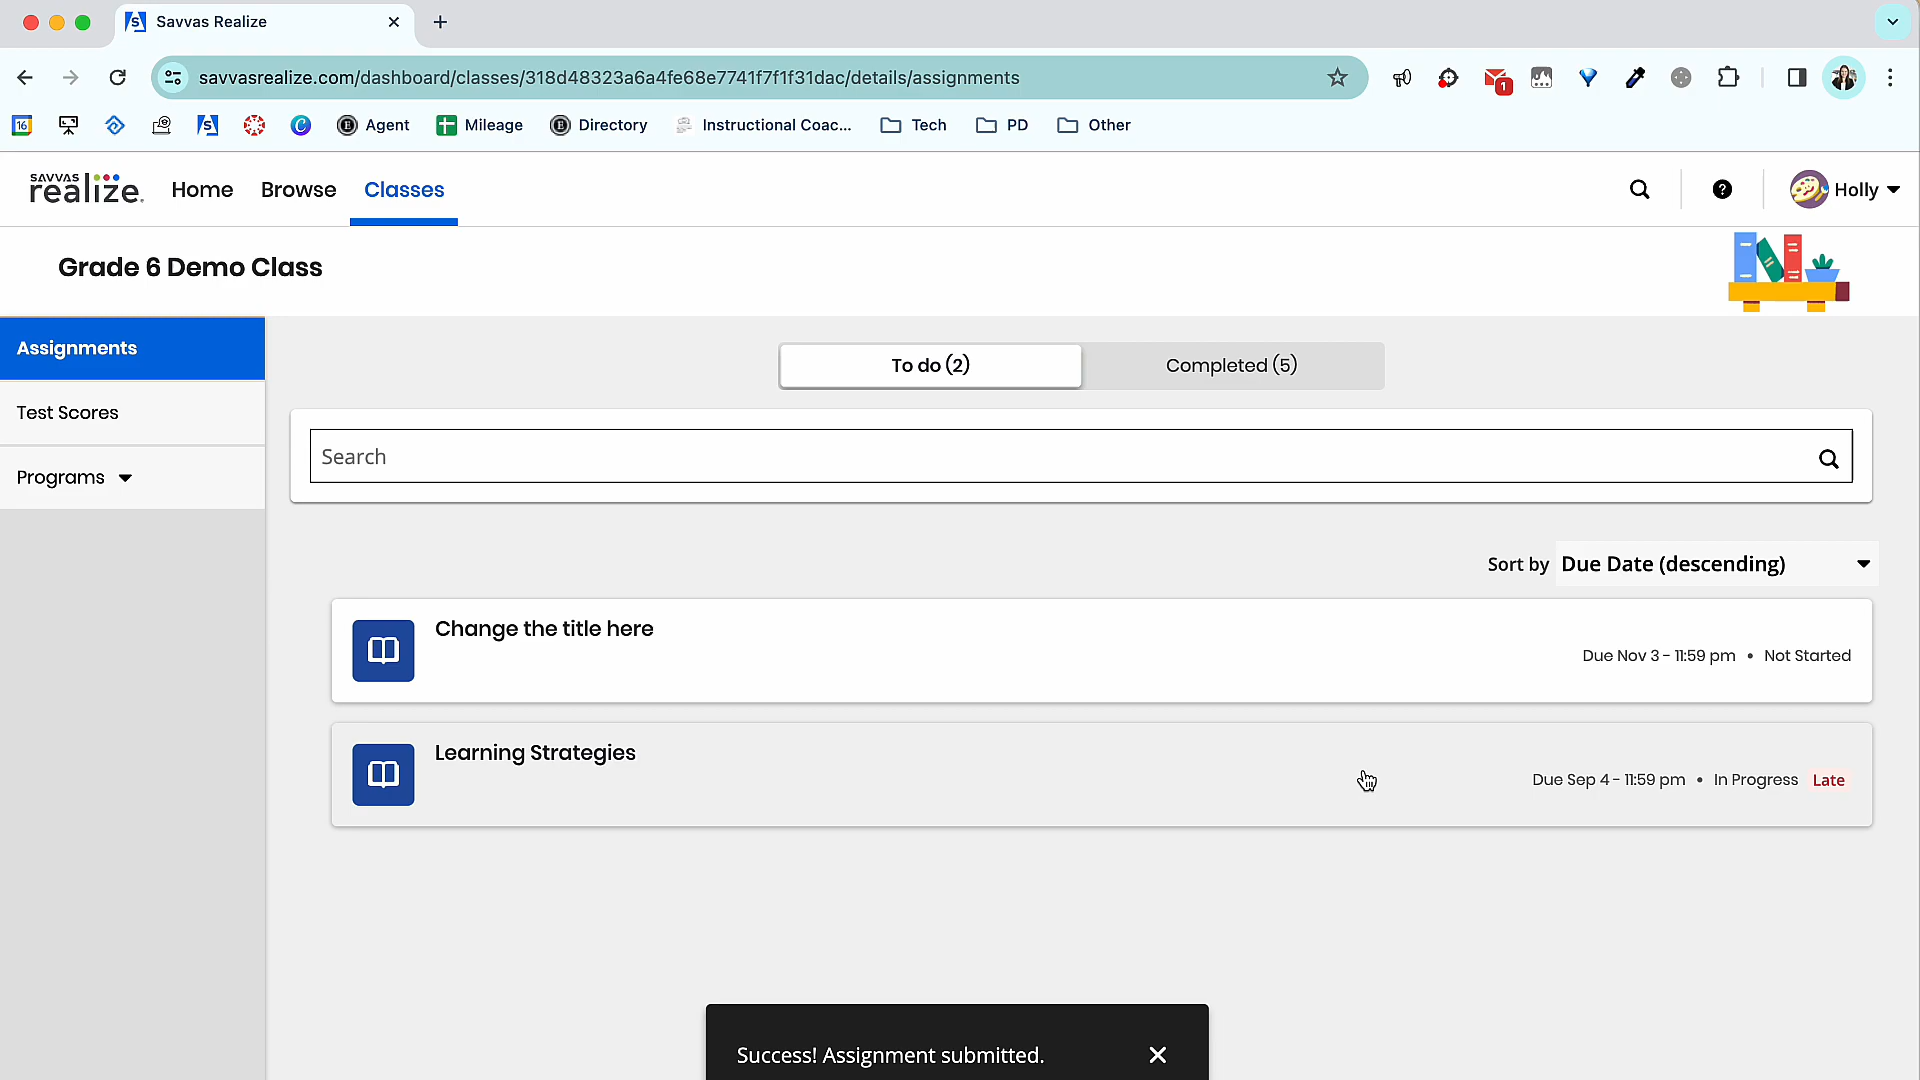 Savvas Realize
savvasrealize.com/dashboard/classes/318d48323a6a4fe68e7741f7f1f31dac/details/assignments
1
16
S
C
E Agent
Mileage
E Directory
Instructional Coac...
Tech
PD
Other
SAVVAS
realize.
Home
Browse
Classes
?
Holly
Grade 6 Demo Class
Assignments
Test Scores
Programs
To do (2)
Completed (5)
Search
Sort by Due Date (descending)
Change the title here
Due Nov 3 - 11:59 pm • Not Started
Learning Strategies
Due Sep 4 - 11:59 pm • In Progress Late
Success! Assignment submitted.